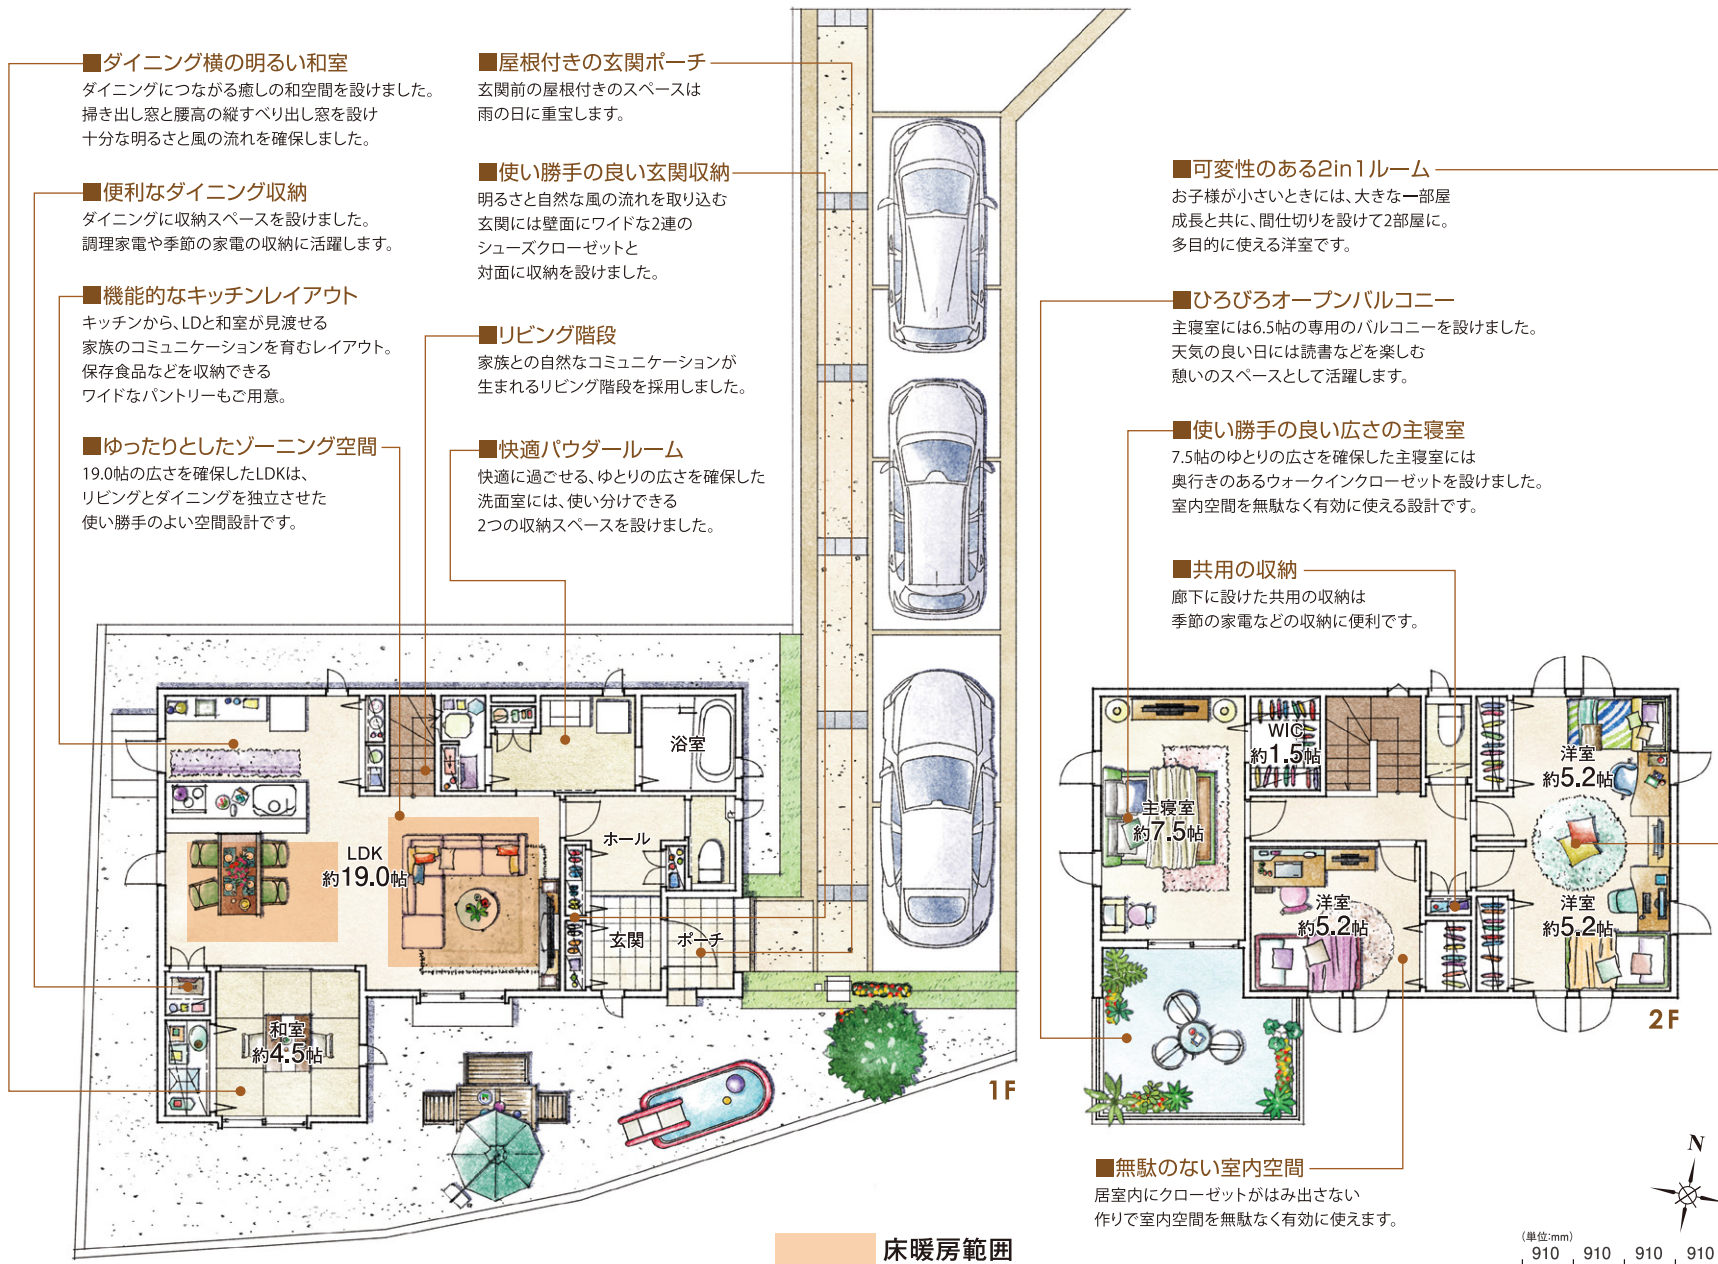 ■ダイニング横の明るい和室
ダイニングにつながる癒しの和空間を設けました。
掃き出し窓と腰高の縦すべり出し窓を設け
十分な明るさと風の流れを確保しました。
■便利なダイニング収納
ダイニングに収納スペースを設けました。
調理家電や季節の家電の収納に活躍します。
■機能的なキッチンレイアウト
キッチンから、LDと和室が見渡せる
家族のコミュニケーションを育むレイアウト。
保存食品などを収納できる
ワイドなパントリーもご用意。
■ゆったりとしたゾーニング空間
19.0帖の広さを確保したLDKは、
リビングとダイニングを独立させた
使い勝手のよい空間設計です。
■屋根付きの玄関ポーチ
玄関前の屋根付きのスペースは
雨の日に重宝します。
■使い勝手の良い玄関収納
明るさと自然な風の流れを取り込む
玄関には壁面にワイドな2連の
シューズクローゼットと
対面に収納を設けました。
■リビング階段
家族との自然なコミュニケーションが
生まれるリビング階段を採用しました。
■快適パウダールーム
快適に過ごせる、ゆとりの広さを確保した
洗面室には、使い分けできる
2つの収納スペースを設けました。
■可変性のある2in1ルーム
お子様が小さいときには、大きな一部屋
成長と共に、間仕切りを設けて2部屋に。
多目的に使える洋室です。
■ひろびろオープンバルコニー
主寝室には6.5帖の専用のバルコニーを設けました。
天気の良い日には読書などを楽しむ
憩いのスペースとして活躍します。
■使い勝手の良い広さの主寝室
7.5帖のゆとりの広さを確保した主寝室には
奥行きのあるウォークインクローゼットを設けました。
室内空間を無駄なく有効に使える設計です。
■共用の収納
廊下に設けた共用の収納は
季節の家電などの収納に便利です。
浴室
ホール
LDK
約19.0帖
玄関
ポーチ
和室
約4.5帖
1F
WIC
約1.5帖
洋室
約5.2帖
主寝室
約7.5帖
洋室
約5.2帖
洋室
約5.2帖
2F
■無駄のない室内空間
居室内にクローゼットがはみ出さない
作りで室内空間を無駄なく有効に使えます。
床暖房範囲
N
(単位:mm)
910 910 910 910